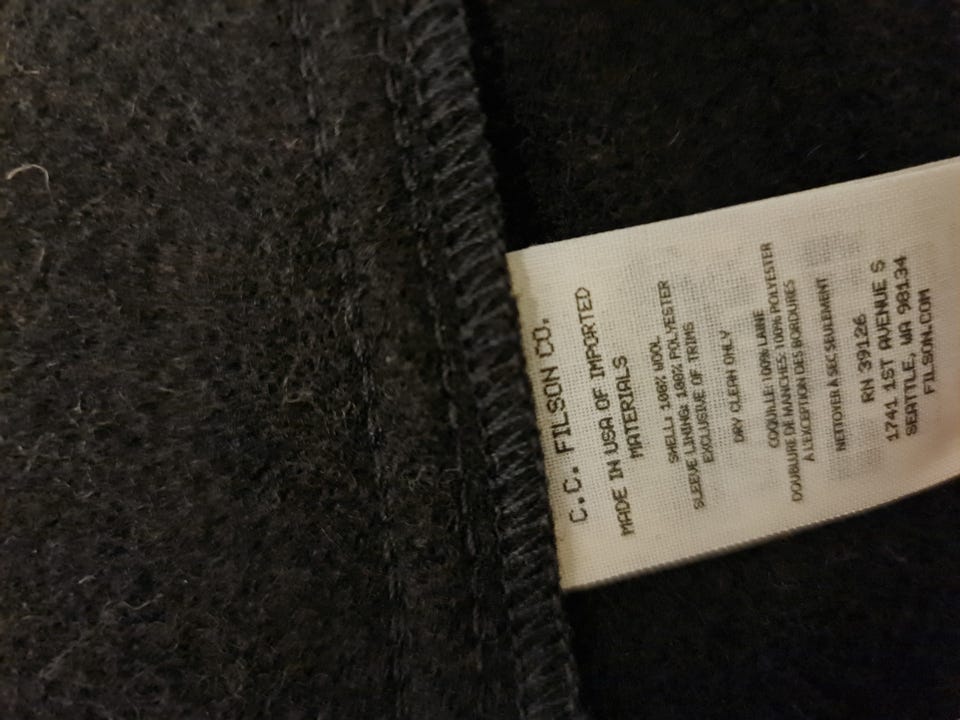 C.C. FILSON CO.
MADE IN USA OF IMPORTED
MATERIALS
SHELL: 100% WOOL
SLEEVE LINING: 100% POLYESTER
EXCLUSIVE OF TRIMS
DRY CLEAN ONLY
COQUILLE: 100% LAINE
DOUBLURE DE MANCHES: 100% POLYESTER
À L'EXCEPTION DES BORDURES
NETTOYER À SEC SEULEMENT
RN 39126
1741 1ST AVENUE S
SEATTLE, WA 98134
FILSON.COM